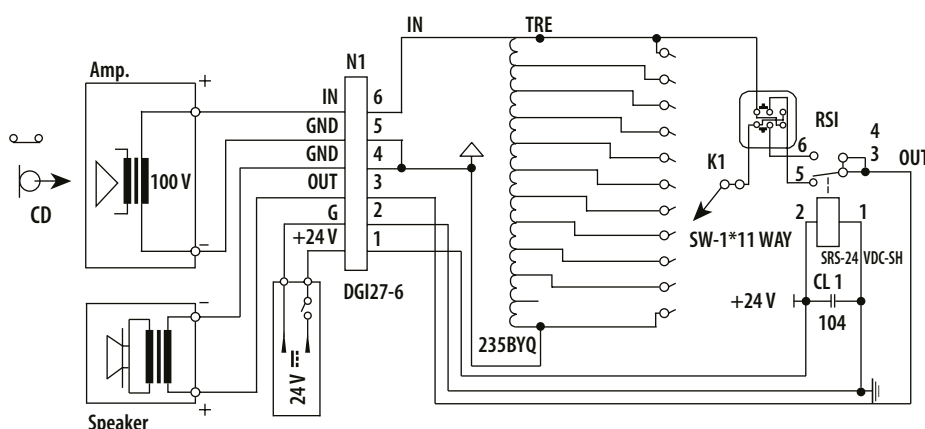 IN
TRE
N1
Amp.
+
IN
6
GND
5
GND
4
OUT
3
G
2
+24 V
1
100 V
CD
–
DGI27-6
24 V
–
+
Speaker
235BYQ
K1
SW-1*11 WAY
RSI
6
5
4
3
OUT
2
1
SRS-24 VDC-SH
CL 1
+24 V
104